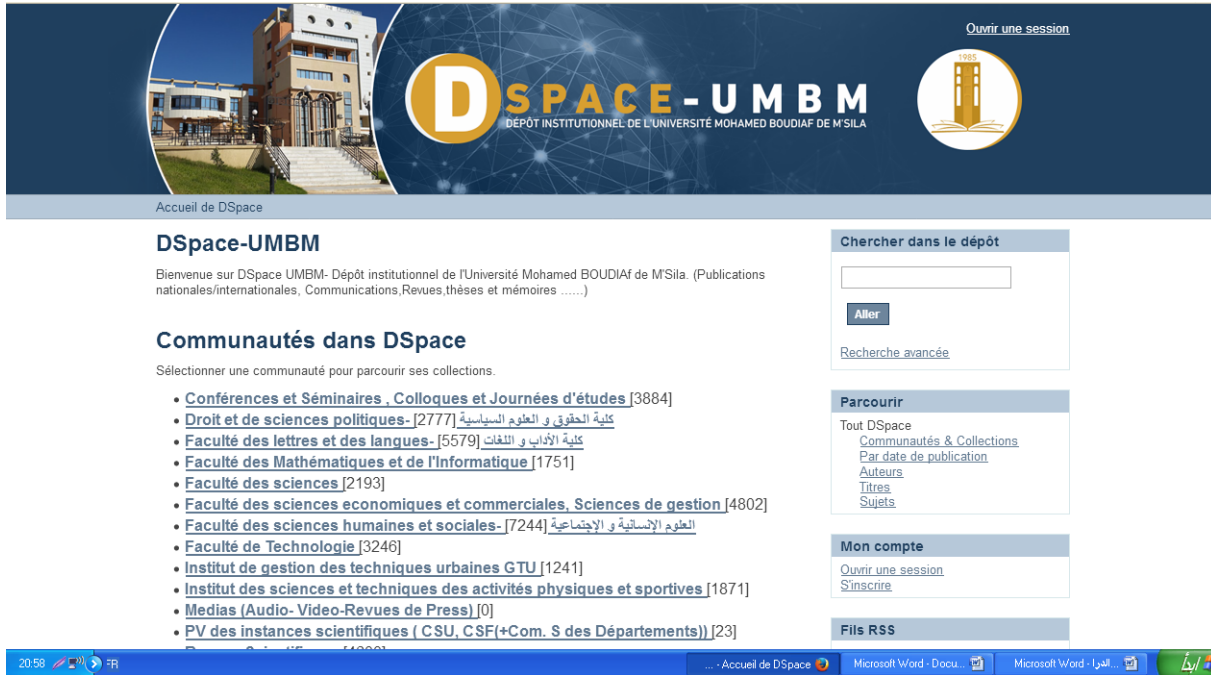 Ouvrir une session
1985
DSPACE-UMBM
DÉPÔT INSTITUTIONNEL DE L'UNIVERSITÉ MOHAMED BOUDIAF DE M'SILA
Accueil de DSpace
DSpace-UMBM
Bienvenue sur DSpace UMBM- Dépôt institutionnel de l'Université Mohamed BOUDIAf de M'Sila. (Publications
nationales/internationales, Communications,Revues,thèses et mémoires ......)
Communautés dans DSpace
Sélectionner une communauté pour parcourir ses collections.
Conférences et Séminaires , Colloques et Journées d'études [3884]
Droit et de sciences politiques- [2777] كلية الحقوق و العلوم السياسية
Faculté des lettres et des langues- [5579] كلية الأداب و اللغات
Faculté des Mathématiques et de l'Informatique [1751]
Faculté des sciences [2193]
Faculté des sciences economiques et commerciales, Sciences de gestion [4802]
Faculté des sciences humaines et sociales- [7244] العلوم الإنسانية و الإجتماعية
Faculté de Technologie [3246]
Institut de gestion des techniques urbaines GTU [1241]
Institut des sciences et techniques des activités physiques et sportives [1871]
Medias (Audio- Video-Revues de Press) [0]
PV des instances scientifiques ( CSU, CSF(+Com. S des Départements)) [23]
Chercher dans le dépôt
Aller
Recherche avancée
Parcourir
Tout DSpace
Communautés & Collections
Par date de publication
Auteurs
Titres
Sujets
Mon compte
Ouvrir une session
S'inscrire
Fils RSS
20:58
FR
... - Accueil de DSpace
Microsoft Word - Docu...
Microsoft Word - الدرا...
ابدأ